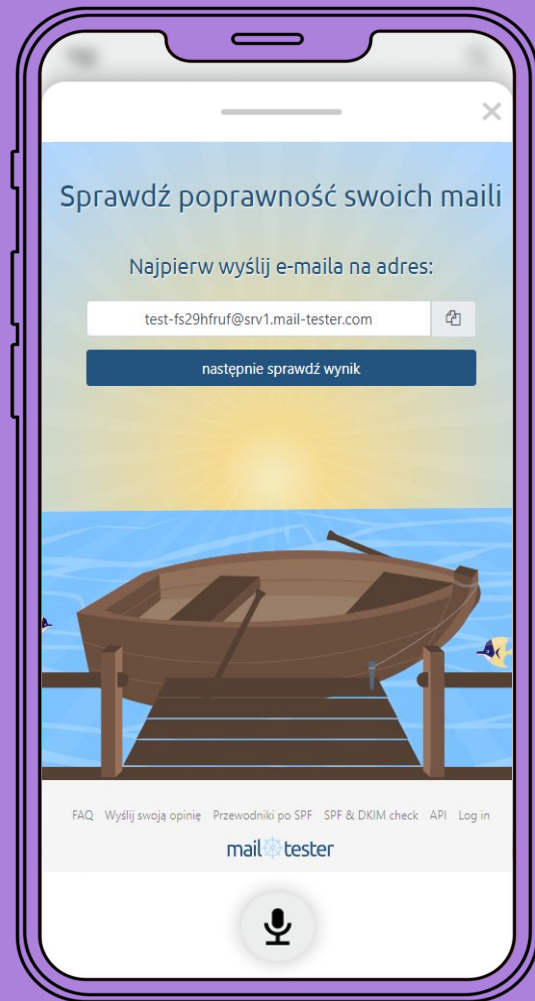 Sprawdź poprawność swoich maili
Najpierw wyślij e-maila na adres:
test-fs29hfruf@srv1.mail-tester.com
następnie sprawdź wynik
FAQ Wyślij swoją opinię Przewodniki po SPF SPF & DKIM check API Log in
mail tester